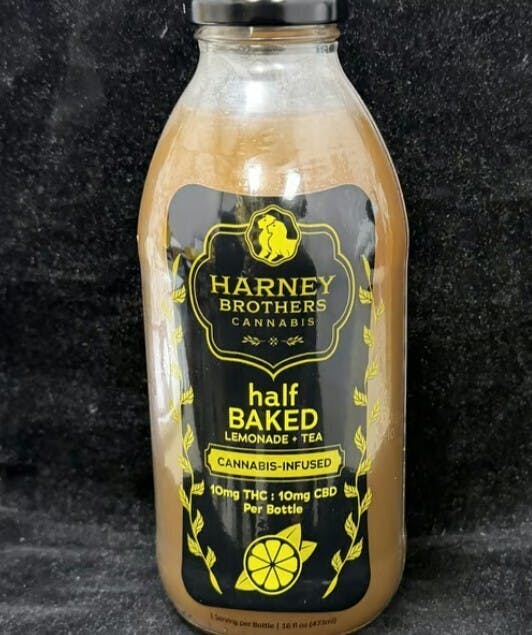 HARNEY
BROTHERS
CANNABIS
half
BAKED
LEMONADE + TEA
CANNABIS-INFUSED
10mg THC : 10mg CBD
Per Bottle
1 Serving per Bottle | 16 fl oz (473ml)